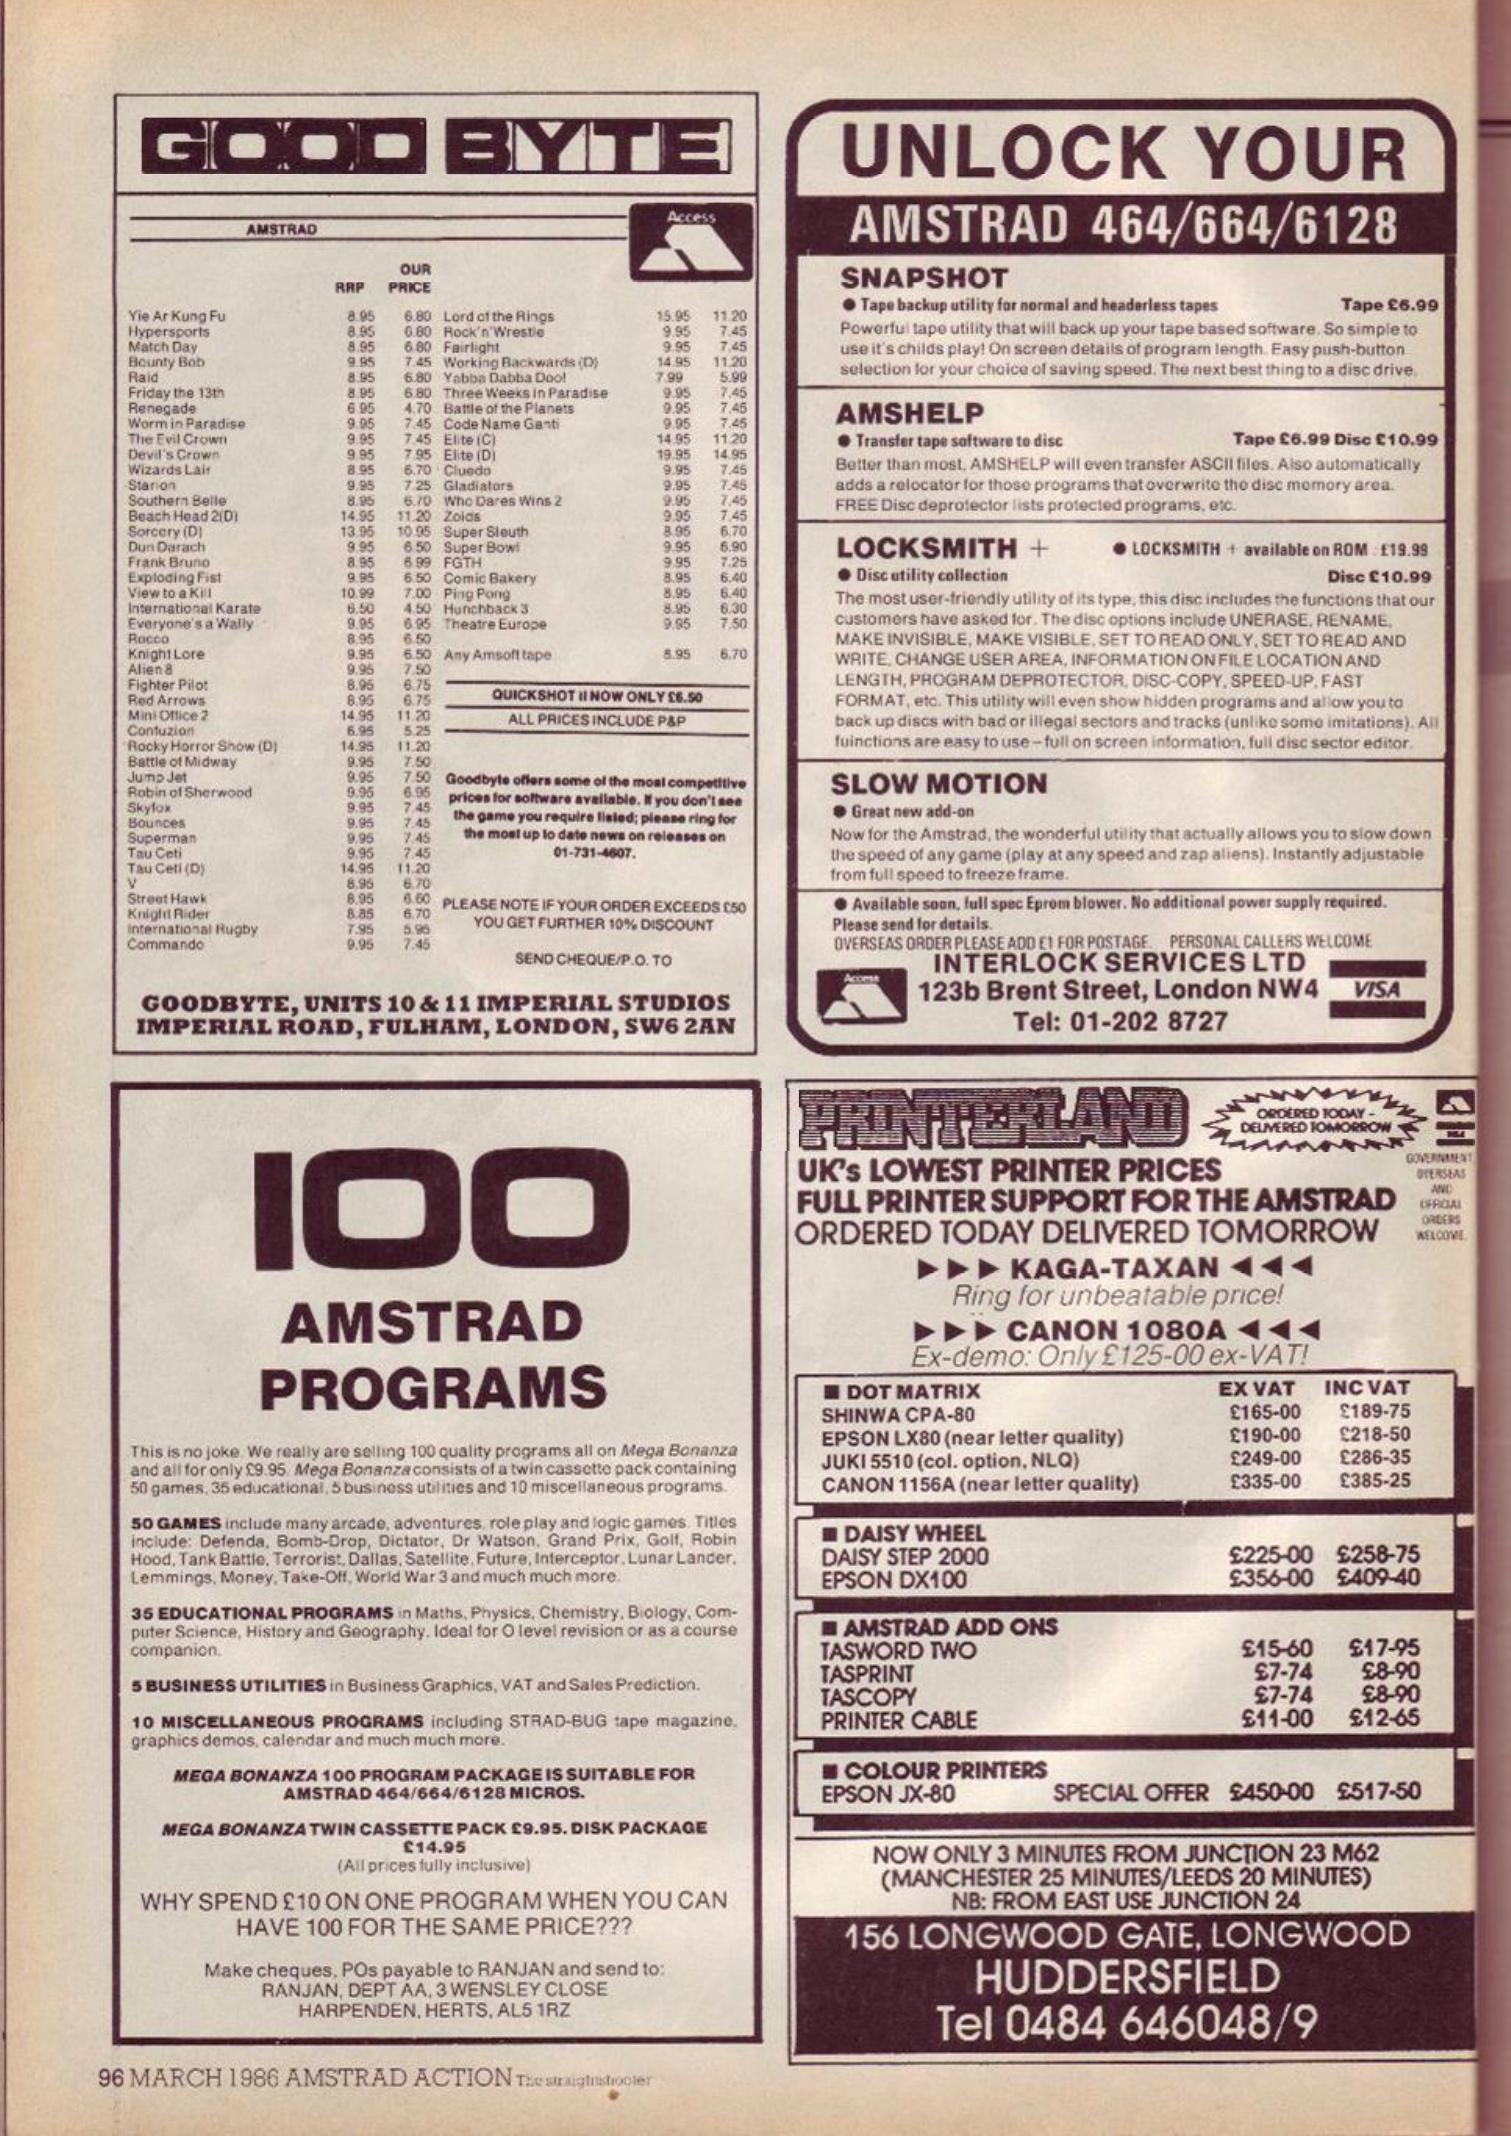 GOOD BYTE
AMSTRAD
Access
OUR
RRP PRICE
Yie Ar Kung Fu 8.95 6.80
Hypersports 8.95 6.80
Match Day 8.95 6.80
Bounty Bob 9.95 7.45
Raid 8.95 6.80
Friday the 13th 8.95 6.80
Renegade 6.95 4.70
Worm in Paradise 9.95 7.45
The Evil Crown 9.95 7.45
Devil's Crown 9.95 7.95
Wizards Lair 8.95 6.70
Starion 9.95 7.25
Southern Belle 8.95 6.70
Beach Head 2(D) 14.95 11.20
Sorcery (D) 13.95 10.95
Dun Darach 9.95 6.50
Frank Bruno 8.95 6.99
Exploding Fist 9.95 6.50
View to a Kill 10.99 7.00
International Karate 6.50 4.50
Everyone's a Wally 9.95 6.95
Rocco 8.95 6.50
Knight Lore 9.95 6.50
Alien 8 9.95 7.50
Fighter Pilot 8.95 6.75
Red Arrows 8.95 6.75
Mini Office 2 14.95 11.20
Confuzion 6.95 5.25
Rocky Horror Show (D) 14.95 11.20
Battle of Midway 9.95 7.50
Jump Jet 9.95 7.50
Robin of Sherwood 9.95 6.95
Skyfox 9.95 7.45
Bounces 9.95 7.45
Superman 9.95 7.45
Tau Ceti 9.95 7.45
Tau Ceti (D) 14.95 11.20
V 8.95 6.70
Street Hawk 8.95 6.60
Knight Rider 8.85 6.70
International Rugby 7.95 5.95
Commando 9.95 7.45
Lord of the Rings 15.95 11.20
Rock'n'Wrestle 9.95 7.45
Fairlight 9.95 7.45
Working Backwards (D) 14.95 11.20
Yabba Dabba Doo! 7.99 5.99
Three Weeks in Paradise 9.95 7.45
Battle of the Planets 9.95 7.45
Code Name Ganti 9.95 7.45
Elite (C) 14.95 11.20
Elite (D) 19.95 14.95
Cluedo 9.95 7.45
Gladiators 9.95 7.45
Who Dares Wins 2 9.95 7.45
Zoids 9.95 7.45
Super Sleuth 8.95 6.70
Super Bowl 9.95 6.90
FGTH 9.95 7.25
Comic Bakery 8.95 6.40
Ping Pong 8.95 6.40
Hunchback 3 8.95 6.30
Theatre Europe 9.95 7.50
Any Amsoft tape 8.95 6.70
QUICKSHOT II NOW ONLY £6.50
ALL PRICES INCLUDE P&P
Goodbyte offers some of the most competitive
prices for software available. If you don't see
the game you require listed; please ring for
the most up to date news on releases on
01-731-4607.
PLEASE NOTE IF YOUR ORDER EXCEEDS £50
YOU GET FURTHER 10% DISCOUNT
SEND CHEQUE/P.O. TO
GOODBYTE, UNITS 10 & 11 IMPERIAL STUDIOS
IMPERIAL ROAD, FULHAM, LONDON, SW6 2AN
UNLOCK YOUR
AMSTRAD 464/664/6128
SNAPSHOT
● Tape backup utility for normal and headerless tapes Tape £6.99
Powerful tape utility that will back up your tape based software. So simple to
use it's childs play! On screen details of program length. Easy push-button
selection for your choice of saving speed. The next best thing to a disc drive.
AMSHELP
● Transfer tape software to disc Tape £6.99 Disc £10.99
Better than most, AMSHELP will even transfer ASCII files. Also automatically
adds a relocator for those programs that overwrite the disc memory area.
FREE Disc deprotector lists protected programs, etc.
LOCKSMITH + ● LOCKSMITH + available on ROM : £19.99
● Disc utility collection Disc £10.99
The most user-friendly utility of its type, this disc includes the functions that our
customers have asked for. The disc options include UNERASE, RENAME,
MAKE INVISIBLE, MAKE VISIBLE, SET TO READ ONLY, SET TO READ AND
WRITE, CHANGE USER AREA, INFORMATION ON FILE LOCATION AND
LENGTH, PROGRAM DEPROTECTOR, DISC-COPY, SPEED-UP, FAST
FORMAT, etc. This utility will even show hidden programs and allow you to
back up discs with bad or illegal sectors and tracks (unlike some imitations). All
fuinctions are easy to use – full on screen information, full disc sector editor.
SLOW MOTION
● Great new add-on
Now for the Amstrad, the wonderful utility that actually allows you to slow down
the speed of any game (play at any speed and zap aliens). Instantly adjustable
from full speed to freeze frame.
● Available soon, full spec Eprom blower. No additional power supply required.
Please send for details.
OVERSEAS ORDER PLEASE ADD £1 FOR POSTAGE. PERSONAL CALLERS WELCOME
INTERLOCK SERVICES LTD
123b Brent Street, London NW4
Tel: 01-202 8727
Access
VISA
100
AMSTRAD
PROGRAMS
This is no joke. We really are selling 100 quality programs all on Mega Bonanza
and all for only £9.95. Mega Bonanza consists of a twin cassette pack containing
50 games, 35 educational, 5 business utilities and 10 miscellaneous programs.
50 GAMES include many arcade, adventures, role play and logic games. Titles
include: Defenda, Bomb-Drop, Dictator, Dr Watson, Grand Prix, Golf, Robin
Hood, Tank Battle, Terrorist, Dallas, Satellite, Future, Interceptor, Lunar Lander,
Lemmings, Money, Take-Off, World War 3 and much much more.
35 EDUCATIONAL PROGRAMS in Maths, Physics, Chemistry, Biology, Com-
puter Science, History and Geography. Ideal for O level revision or as a course
companion.
5 BUSINESS UTILITIES in Business Graphics, VAT and Sales Prediction.
10 MISCELLANEOUS PROGRAMS including STRAD-BUG tape magazine,
graphics demos, calendar and much much more.
MEGA BONANZA 100 PROGRAM PACKAGE IS SUITABLE FOR
AMSTRAD 464/664/6128 MICROS.
MEGA BONANZA TWIN CASSETTE PACK £9.95. DISK PACKAGE
£14.95
(All prices fully inclusive)
WHY SPEND £10 ON ONE PROGRAM WHEN YOU CAN
HAVE 100 FOR THE SAME PRICE???
Make cheques, POs payable to RANJAN and send to:
RANJAN, DEPT AA, 3 WENSLEY CLOSE
HARPENDEN, HERTS, AL5 1RZ
PRINTERLAND
ORDERED TODAY –
DELIVERED TOMORROW
GOVERNMENT
OVERSEAS
AND
OFFICIAL
ORDERS
WELCOME.
UK's LOWEST PRINTER PRICES
FULL PRINTER SUPPORT FOR THE AMSTRAD
ORDERED TODAY DELIVERED TOMORROW
▶ ▶ ▶ KAGA-TAXAN ◀ ◀ ◀
Ring for unbeatable price!
▶ ▶ ▶ CANON 1080A ◀ ◀ ◀
Ex-demo: Only £125-00 ex-VAT!
■ DOT MATRIX EX VAT INC VAT
SHINWA CPA-80 £165-00 £189-75
EPSON LX80 (near letter quality) £190-00 £218-50
JUKI 5510 (col. option, NLQ) £249-00 £286-35
CANON 1156A (near letter quality) £335-00 £385-25
■ DAISY WHEEL
DAISY STEP 2000 £225-00 £258-75
EPSON DX100 £356-00 £409-40
■ AMSTRAD ADD ONS
TASWORD TWO £15-60 £17-95
TASPRINT £7-74 £8-90
TASCOPY £7-74 £8-90
PRINTER CABLE £11-00 £12-65
■ COLOUR PRINTERS
EPSON JX-80 SPECIAL OFFER £450-00 £517-50
NOW ONLY 3 MINUTES FROM JUNCTION 23 M62
(MANCHESTER 25 MINUTES/LEEDS 20 MINUTES)
NB: FROM EAST USE JUNCTION 24
156 LONGWOOD GATE, LONGWOOD
HUDDERSFIELD
Tel 0484 646048/9
96 MARCH 1986 AMSTRAD ACTION The straightshooter